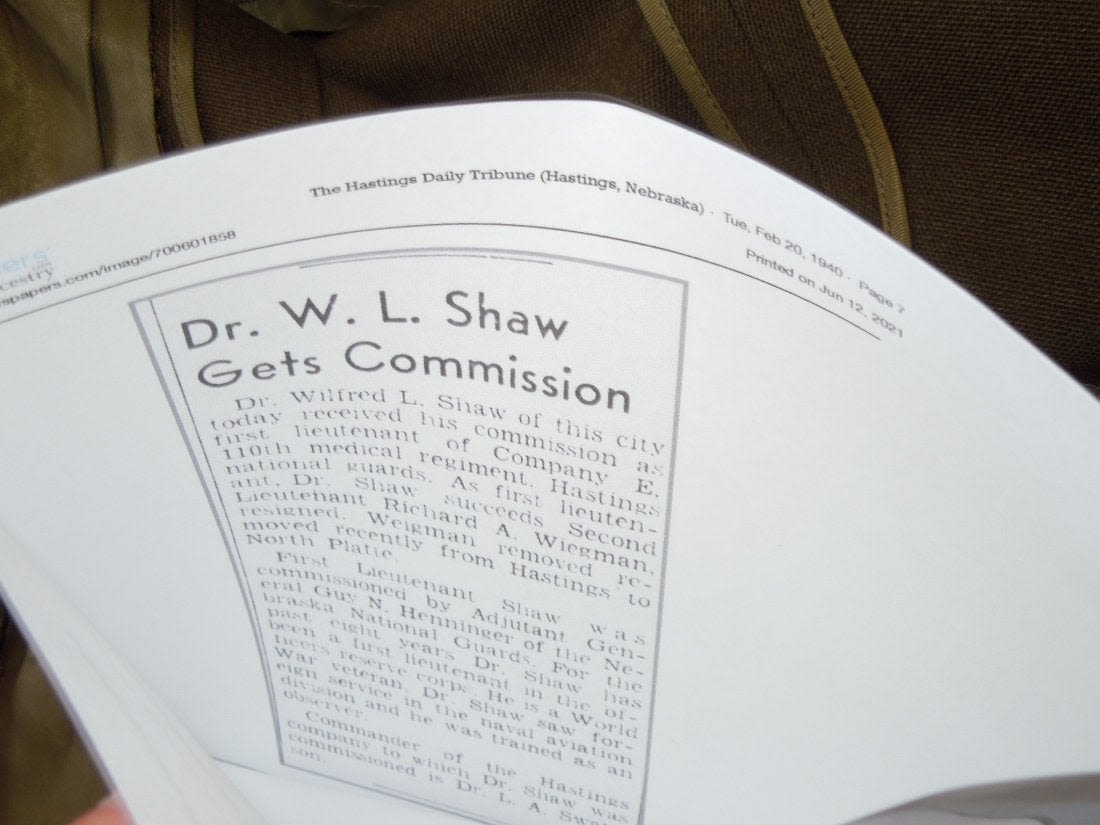 The Hastings Daily Tribune (Hastings, Nebraska) · Tue, Feb 20, 1940 · Page 7
Printed on Jun 12, 2021
ers
cestry
spapers.com/image/700601858
Dr. W. L. Shaw
Gets Commission
Dr. Wilfred L. Shaw of this city
today received his commission as
first lieutenant of Company E,
110th medical regiment, Hastings
national guards. As first lieuten-
ant, Dr. Shaw succeeds Second
Lieutenant Richard A. Wiegman,
resigned. Weigman removed re-
moved recently from Hastings to
North Platte.
First Lieutenant Shaw was
commissioned by Adjutant Gen-
eral Guy N. Henninger of the Ne-
braska National Guards. For the
past eight years Dr. Shaw has
been a first lieutenant in the of-
ficers reserve corps. He is a World
War veteran, Dr. Shaw saw for-
eign service in the naval aviation
division and he was trained as an
observer.
Commander of the Hastings
company to which Dr. Shaw was
commissioned is Dr. L. A.
son.